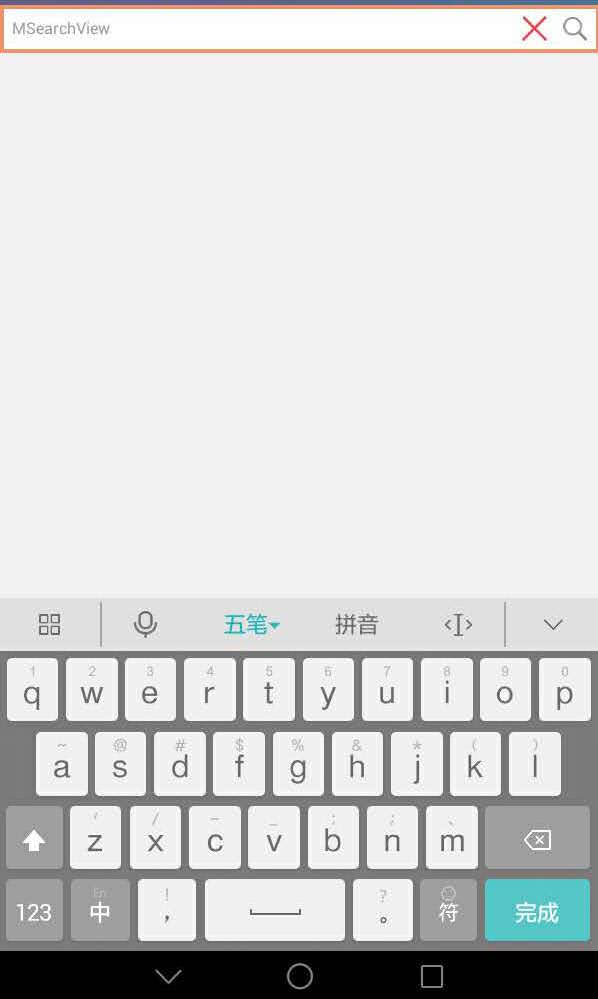 MSearchView
五笔 拼音
1 2 3 4 5 6 7 8 9 0
q w e r t y u i o p
~ @ # $ % & * ( )
a s d f g h j k l
' / - _ : ; 、
z x c v b n m
En ! ?
123 中 ， 。 符 完成